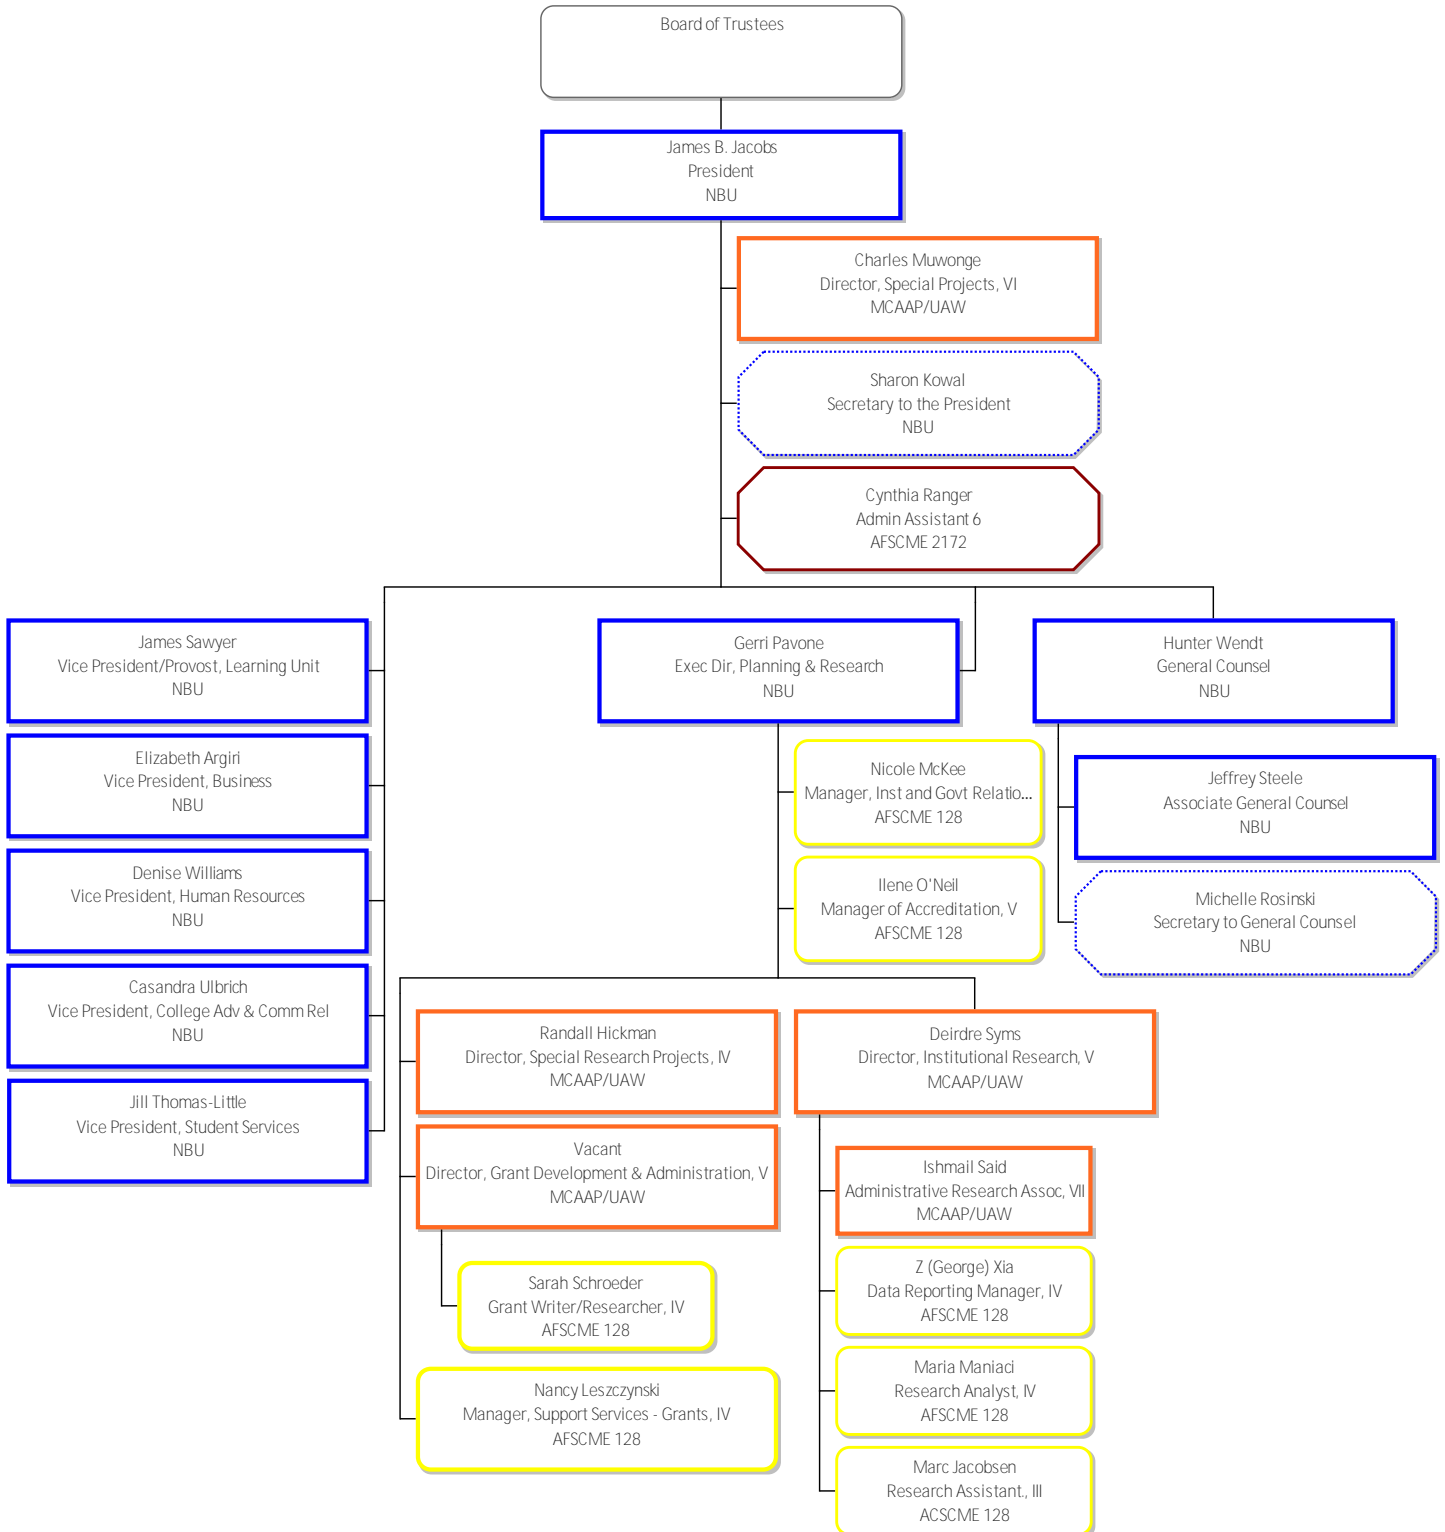 Board of Trustees
James B. Jacobs
President
NBU
Charles Muwonge
Director, Special Projects, VI
MCAAP/UAW
Sharon Kowal
Secretary to the President
NBU
Cynthia Ranger
Admin Assistant 6
AFSCME 2172
James Sawyer
Vice President/Provost, Learning Unit
NBU
Elizabeth Argiri
Vice President, Business
NBU
Denise Williams
Vice President, Human Resources
NBU
Casandra Ulbrich
Vice President, College Adv & Comm Rel
NBU
Jill Thomas-Little
Vice President, Student Services
NBU
Gerri Pavone
Exec Dir, Planning & Research
NBU
Nicole McKee
Manager, Inst and Govt Relatio...
AFSCME 128
Ilene O'Neil
Manager of Accreditation, V
AFSCME 128
Randall Hickman
Director, Special Research Projects, IV
MCAAP/UAW
Vacant
Director, Grant Development & Administration, V
MCAAP/UAW
Sarah Schroeder
Grant Writer/Researcher, IV
AFSCME 128
Nancy Leszczynski
Manager, Support Services - Grants, IV
AFSCME 128
Deirdre Syms
Director, Institutional Research, V
MCAAP/UAW
Ishmail Said
Administrative Research Assoc, VII
MCAAP/UAW
Z (George) Xia
Data Reporting Manager, IV
AFSCME 128
Maria Maniaci
Research Analyst, IV
AFSCME 128
Marc Jacobsen
Research Assistant., III
ACSCME 128
Hunter Wendt
General Counsel
NBU
Jeffrey Steele
Associate General Counsel
NBU
Michelle Rosinski
Secretary to General Counsel
NBU